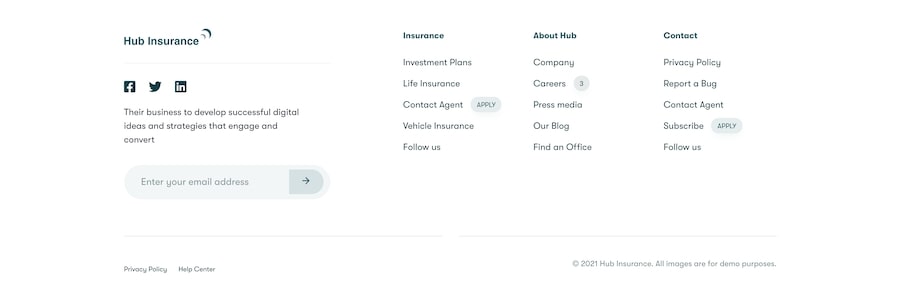 Hub Insurance
Their business to develop successful digital
ideas and strategies that engage and
convert
Enter your email address
Insurance
Investment Plans
Life Insurance
Contact Agent APPLY
Vehicle Insurance
Follow us
About Hub
Company
Careers 3
Press media
Our Blog
Find an Office
Contact
Privacy Policy
Report a Bug
Contact Agent
Subscribe APPLY
Follow us
Privacy Policy Help Center
© 2021 Hub Insurance. All images are for demo purposes.